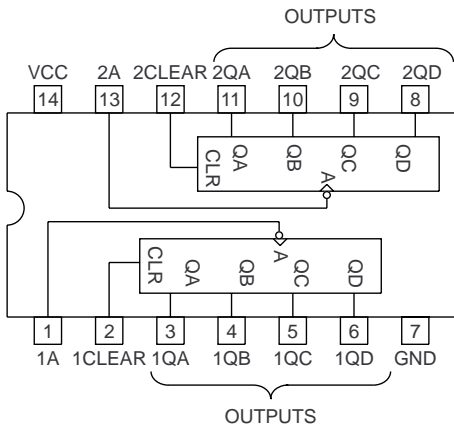 OUTPUTS
VCC 2A 2CLEAR 2QA 2QB 2QC 2QD
14 13 12 11 10 9 8
CLR QA QB QC QD
A
A
CLR QA QB QC QD
1 2 3 4 5 6 7
1A 1CLEAR 1QA 1QB 1QC 1QD GND
OUTPUTS